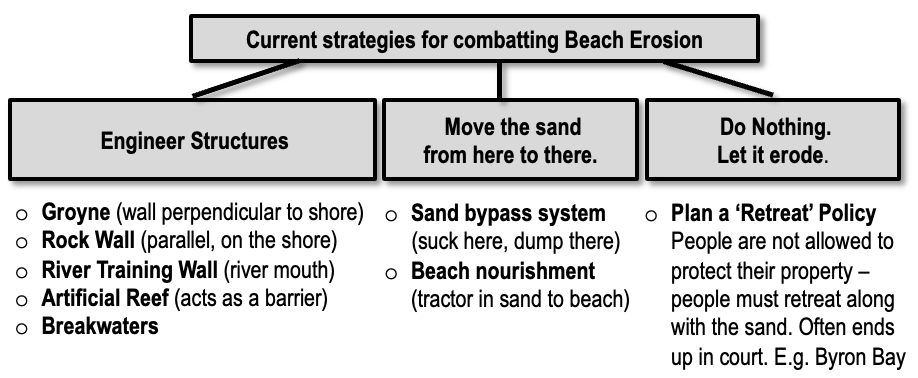 Current strategies for combatting Beach Erosion
Engineer Structures
○ Groyne (wall perpendicular to shore)
○ Rock Wall (parallel, on the shore)
○ River Training Wall (river mouth)
○ Artificial Reef (acts as a barrier)
○ Breakwaters
Move the sand
from here to there.
○ Sand bypass system
(suck here, dump there)
○ Beach nourishment
(tractor in sand to beach)
Do Nothing.
Let it erode.
○ Plan a ‘Retreat’ Policy
People are not allowed to
protect their property –
people must retreat along
with the sand. Often ends
up in court. E.g. Byron Bay